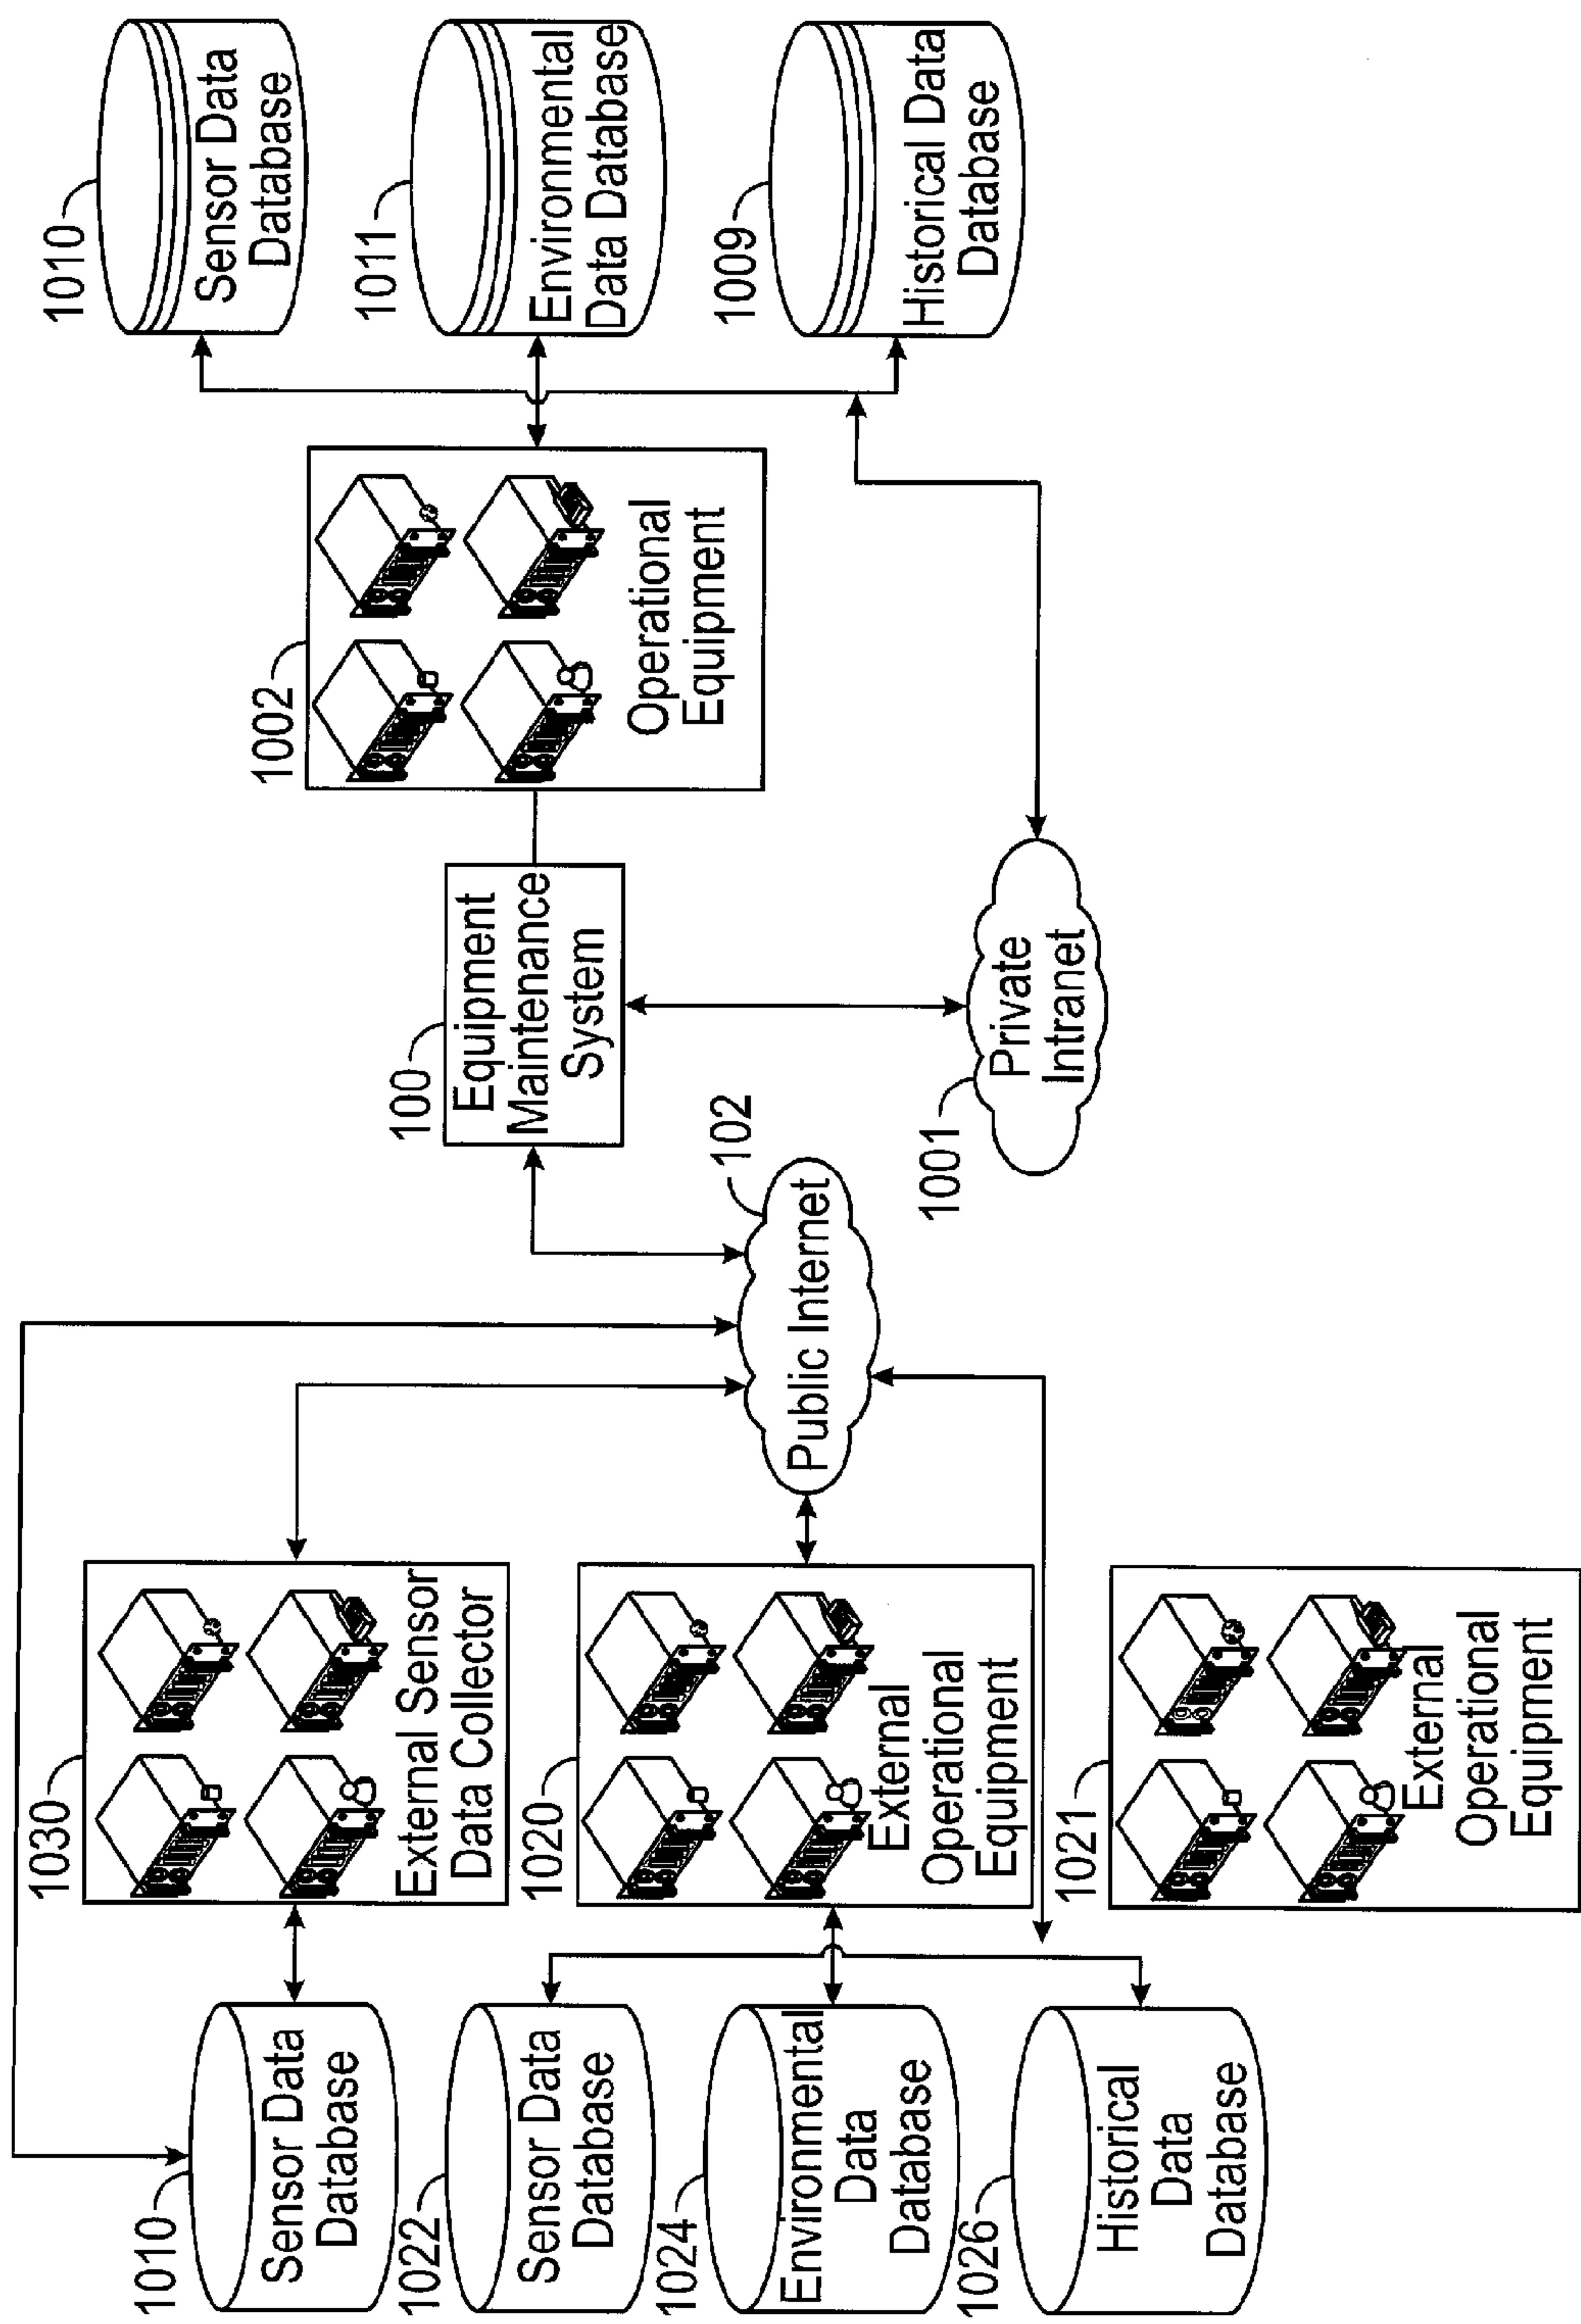 1010
Sensor Data
Database
1022
Sensor Data
Database
1024
Environmental
Data
Database
1026
Historical
Data
Database
1030
External Sensor
Data Collector
1020
External
Operational
Equipment
1021
External
Operational
Equipment
102
Public Internet
100
Equipment
Maintenance
System
1001
Private
Intranet
1002
Operational
Equipment
1010
Sensor Data
Database
1011
Environmental
Data Database
1009
Historical Data
Database